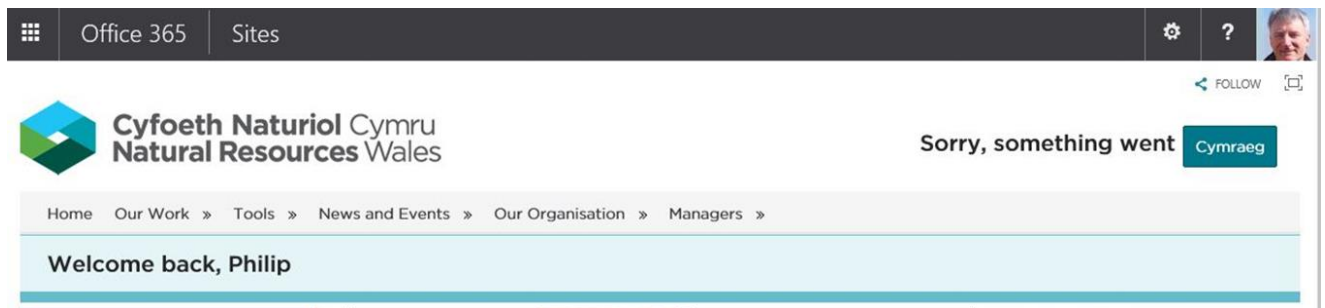 Office 365 Sites ?
FOLLOW
Cyfoeth Naturiol Cymru
Natural Resources Wales
Sorry, something went Cymraeg
Home Our Work » Tools » News and Events » Our Organisation » Managers »
Welcome back, Philip